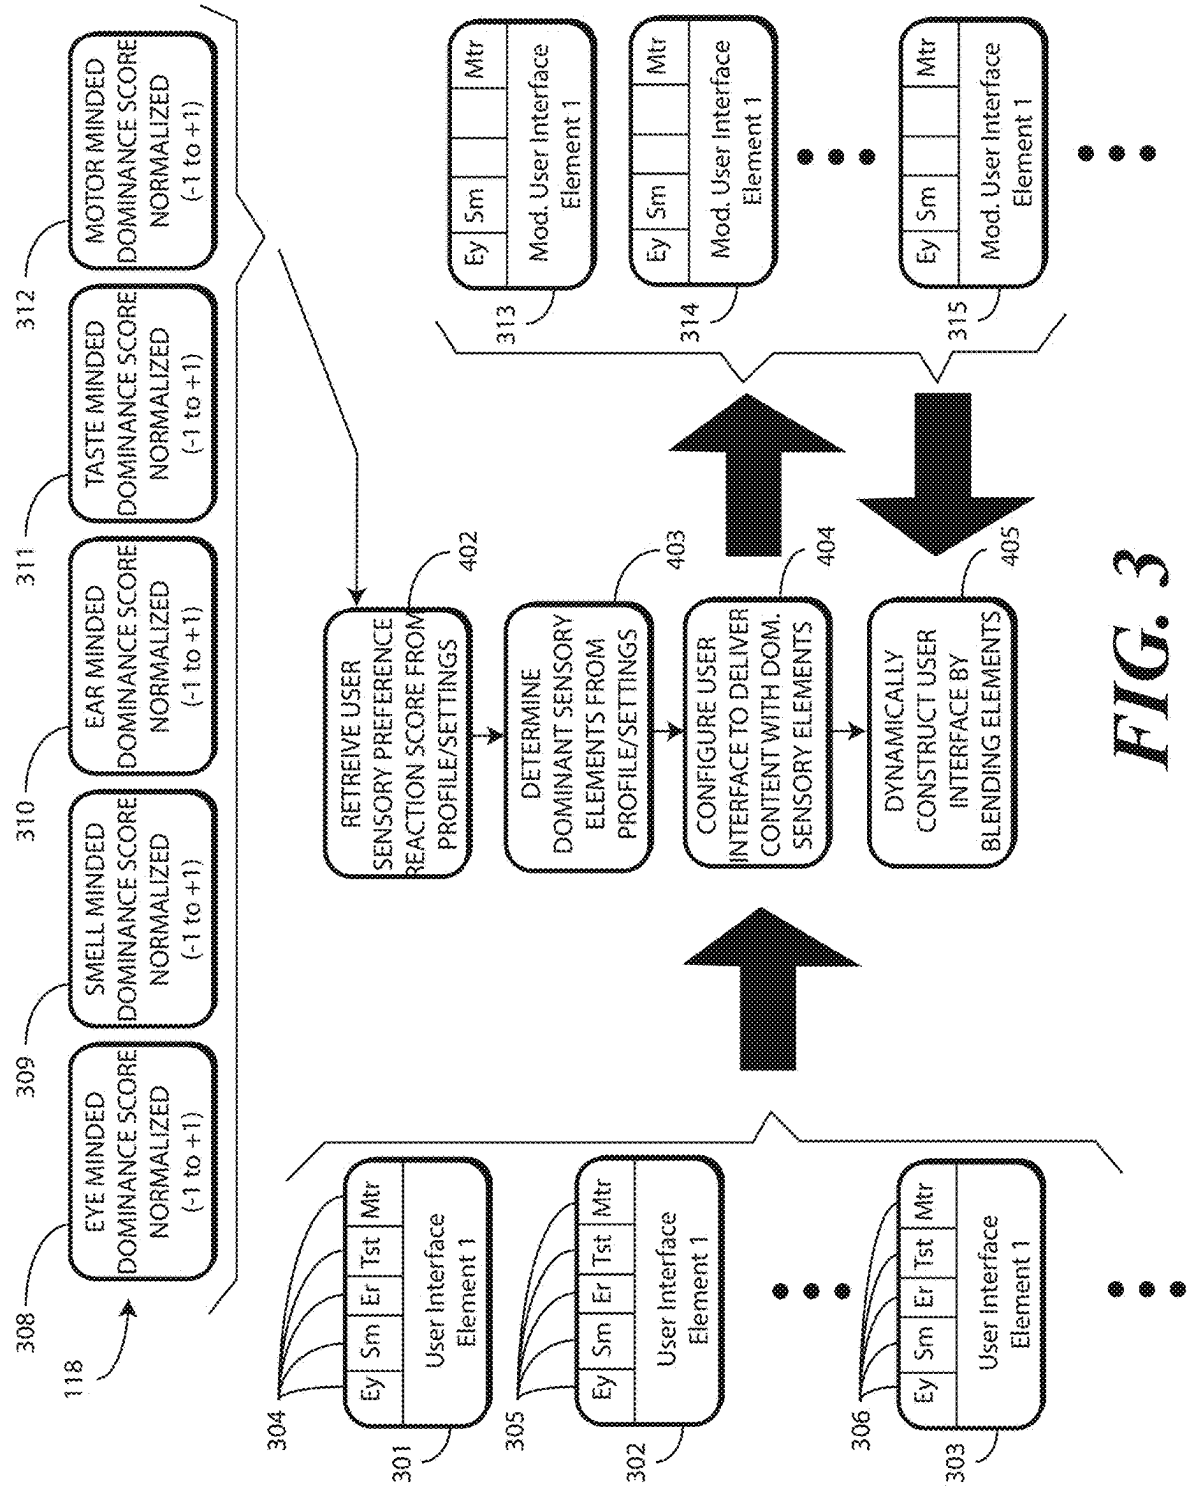 118
308
EYE MINDED
DOMINANCE SCORE
NORMALIZED
(-1 to +1)
309
SMELL MINDED
DOMINANCE SCORE
NORMALIZED
(-1 to +1)
310
EAR MINDED
DOMINANCE SCORE
NORMALIZED
(-1 to +1)
311
TASTE MINDED
DOMINANCE SCORE
NORMALIZED
(-1 to +1)
312
MOTOR MINDED
DOMINANCE SCORE
NORMALIZED
(-1 to +1)
304
301
Ey Sm Er Tst Mtr
User Interface
Element 1
305
302
Ey Sm Er Tst Mtr
User Interface
Element 1
306
303
Ey Sm Er Tst Mtr
User Interface
Element 1
RETREIVE USER
SENSORY PREFERENCE
REACTION SCORE FROM
PROFILE/SETTINGS
402
DETERMINE
DOMINANT SENSORY
ELEMENTS FROM
PROFILE/SETTINGS
403
CONFIGURE USER
INTERFACE TO DELIVER
CONTENT WITH DOM.
SENSORY ELEMENTS
404
DYNAMICALLY
CONSTRUCT USER
INTERFACE BY
BLENDING ELEMENTS
405
313
Ey Sm Mtr
Mod. User Interface
Element 1
314
Ey Sm Mtr
Mod. User Interface
Element 1
315
Ey Sm Mtr
Mod. User Interface
Element 1
FIG. 3